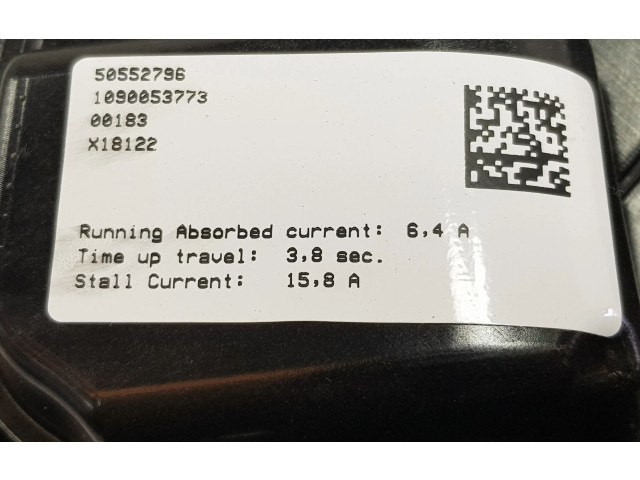 50552796
1090053773
00183
X18122
Running Absorbed current: 6,4 A
Time up travel: 3,8 sec.
Stall Current: 15,8 A